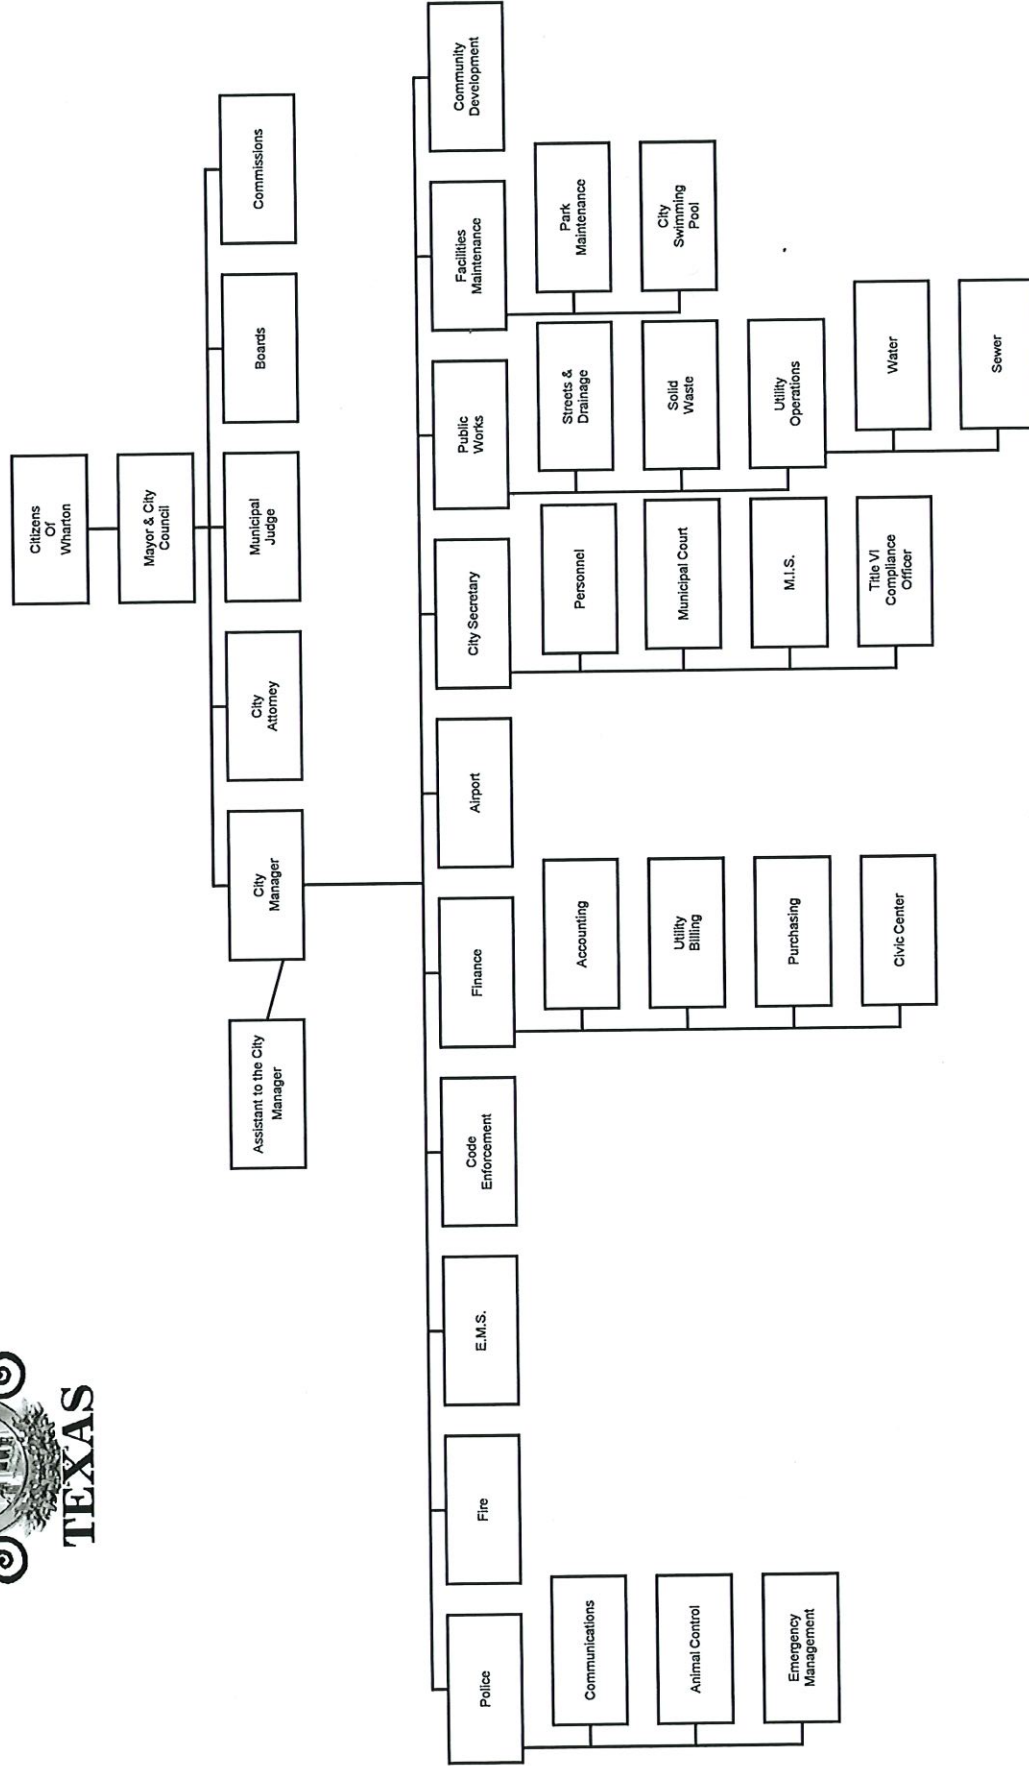 TEXAS
Citizens
Of
Wharton
Mayor & City
Council
Assistant to the City
Manager
City
Manager
City
Attorney
Municipal
Judge
Boards
Commissions
Police
Fire
E.M.S.
Code
Enforcement
Finance
Airport
City Secretary
Public
Works
Facilities
Maintenance
Community
Development
Communications
Animal Control
Emergency
Management
Accounting
Utility
Billing
Purchasing
Civic Center
Personnel
Municipal Court
M.I.S.
Title VI
Compliance
Officer
Streets &
Drainage
Solid
Waste
Utility
Operations
Water
Sewer
Park
Maintenance
City
Swimming
Pool